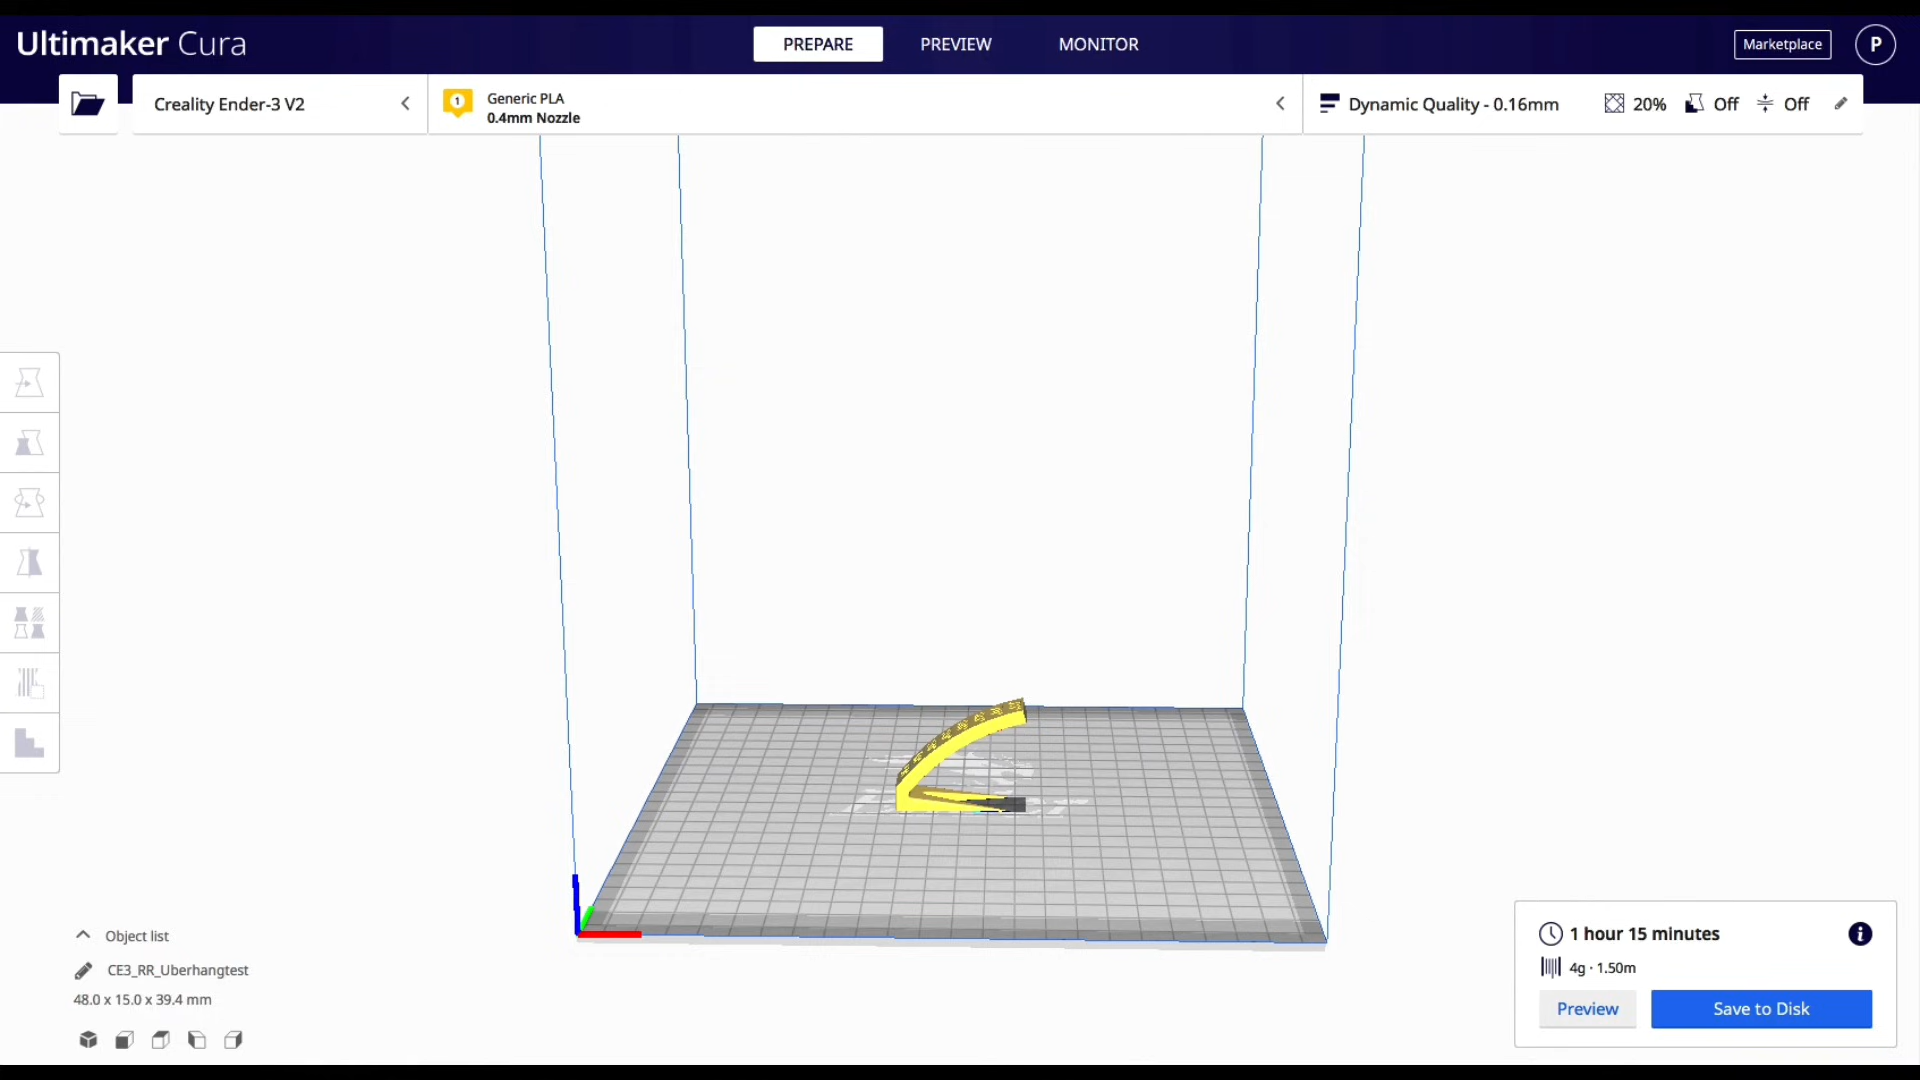 Ultimaker Cura
PREPARE
PREVIEW
MONITOR
Marketplace
P
Creality Ender-3 V2
1
Generic PLA
0.4mm Nozzle
Dynamic Quality - 0.16mm
20%
Off
Off
Object list
CE3_RR_Uberhangtest
48.0 x 15.0 x 39.4 mm
1 hour 15 minutes
4g · 1.50m
Preview
Save to Disk